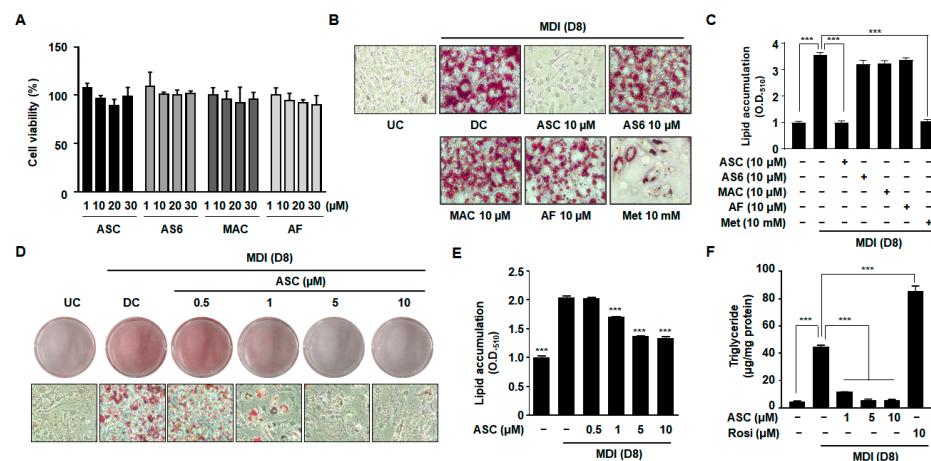 A
Cell viability (%)
150
100
50
0
1 10 20 30 1 10 20 30 1 10 20 30 1 10 20 30 (μM)
ASC AS6 MAC AF
B
MDI (D8)
UC DC ASC 10 μM AS6 10 μM
MAC 10 μM AF 10 μM Met 10 mM
C
Lipid accumulation
(O.D.-510)
4.2
3.2
2.1
1.0
0
*** *** ***
ASC (10 μM) – – + – – – –
AS6 (10 μM) – – – + – – –
MAC (10 μM) – – – – + – –
AF (10 μM) – – – – – + –
Met (10 mM) – – – – – – +
MDI (D8)
D
MDI (D8)
ASC (μM)
UC DC 0.5 1 5 10
E
Lipid accumulation
(O.D.-510)
2.5
2.0
1.5
1.0
0.5
0.0
*** *** *** ***
ASC (μM) – – 0.5 1 5 10
MDI (D8)
F
Triglyceride
(μg/mg protein)
100
80
60
40
20
0
*** *** ***
ASC (μM) – – 1 5 10 –
Rosi (μM) – – – – – 10
MDI (D8)